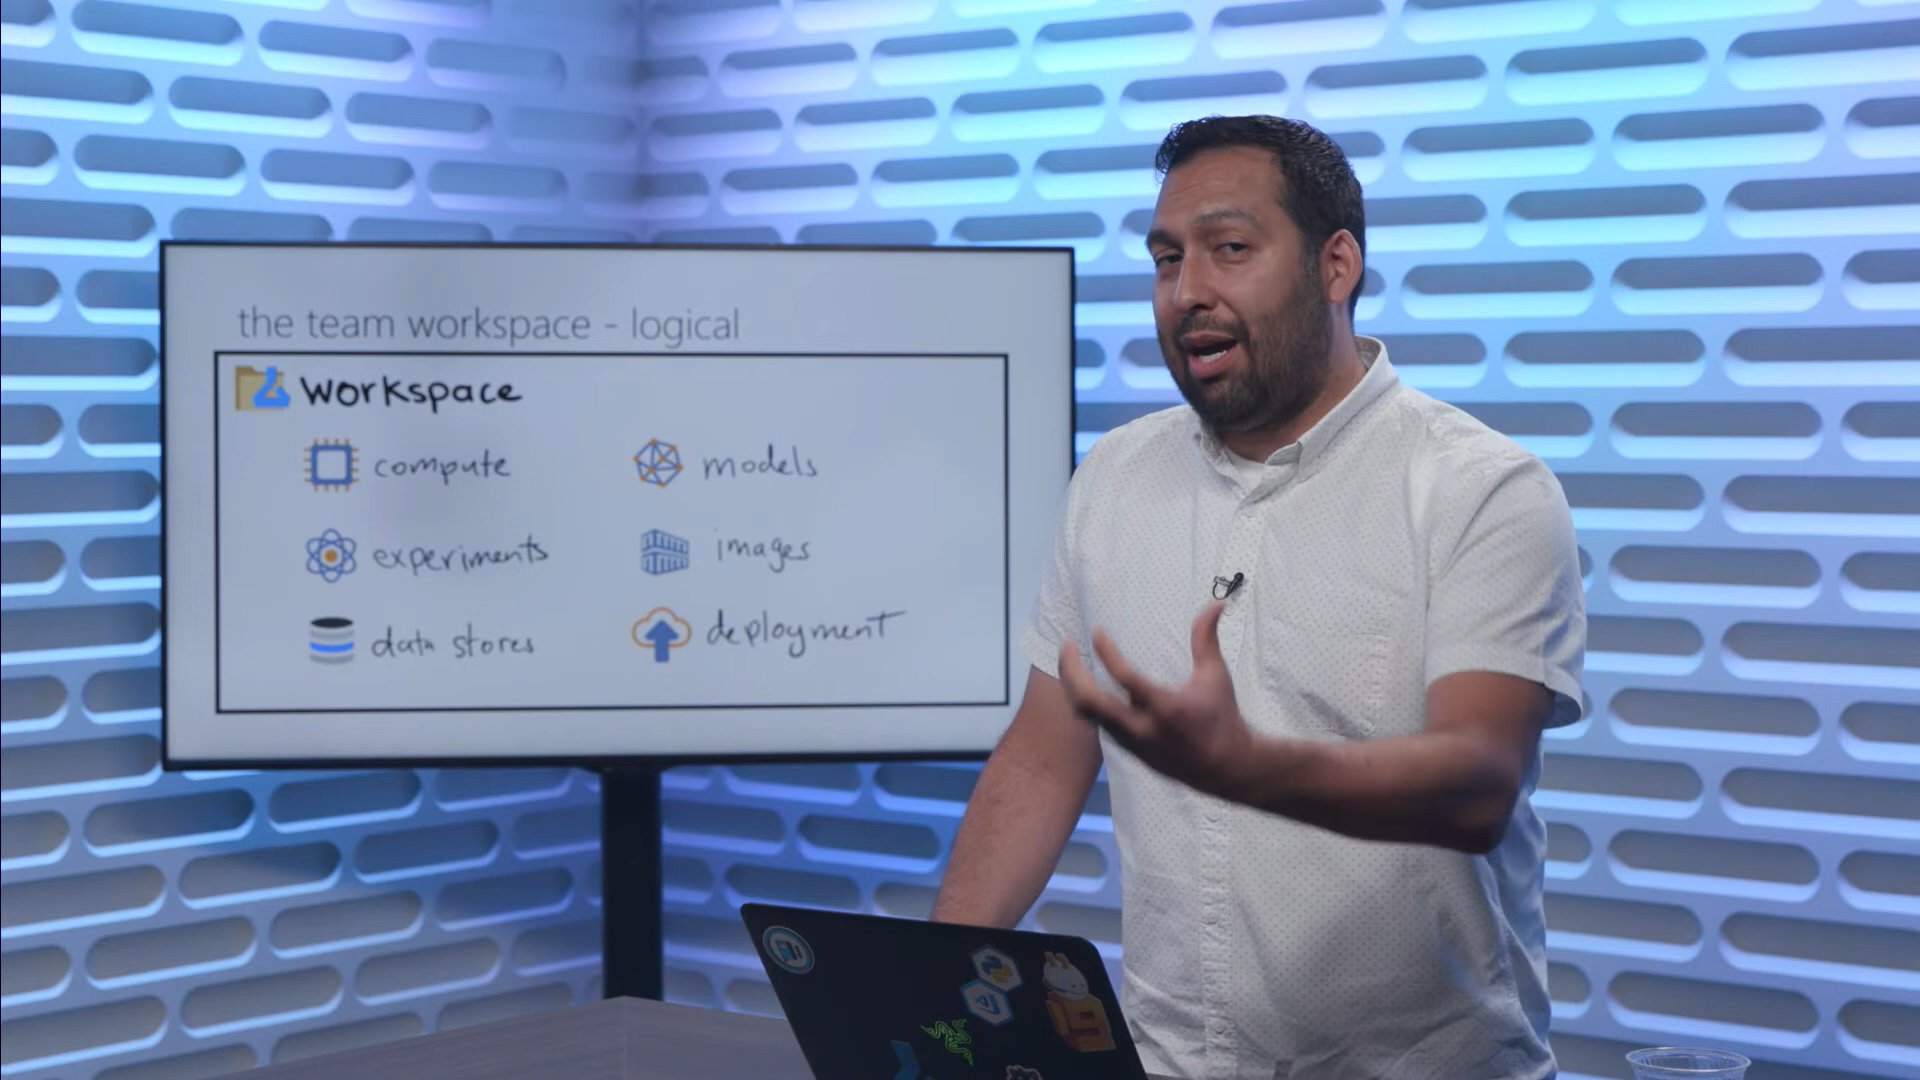 the team workspace - logical
Workspace
compute
models
experiments
images
data stores
deployment